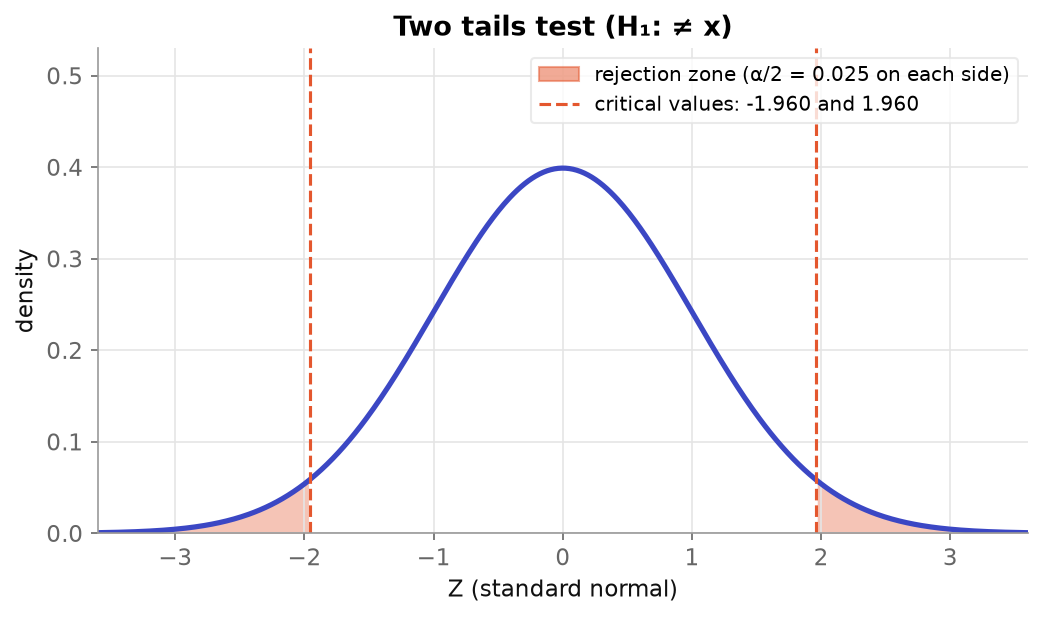 Two tails test (H₁: ≠ x)
rejection zone (α/2 = 0.025 on each side)
critical values: -1.960 and 1.960
density
0.5
0.4
0.3
0.2
0.1
0.0
−3
−2
−1
0
1
2
3
Z (standard normal)